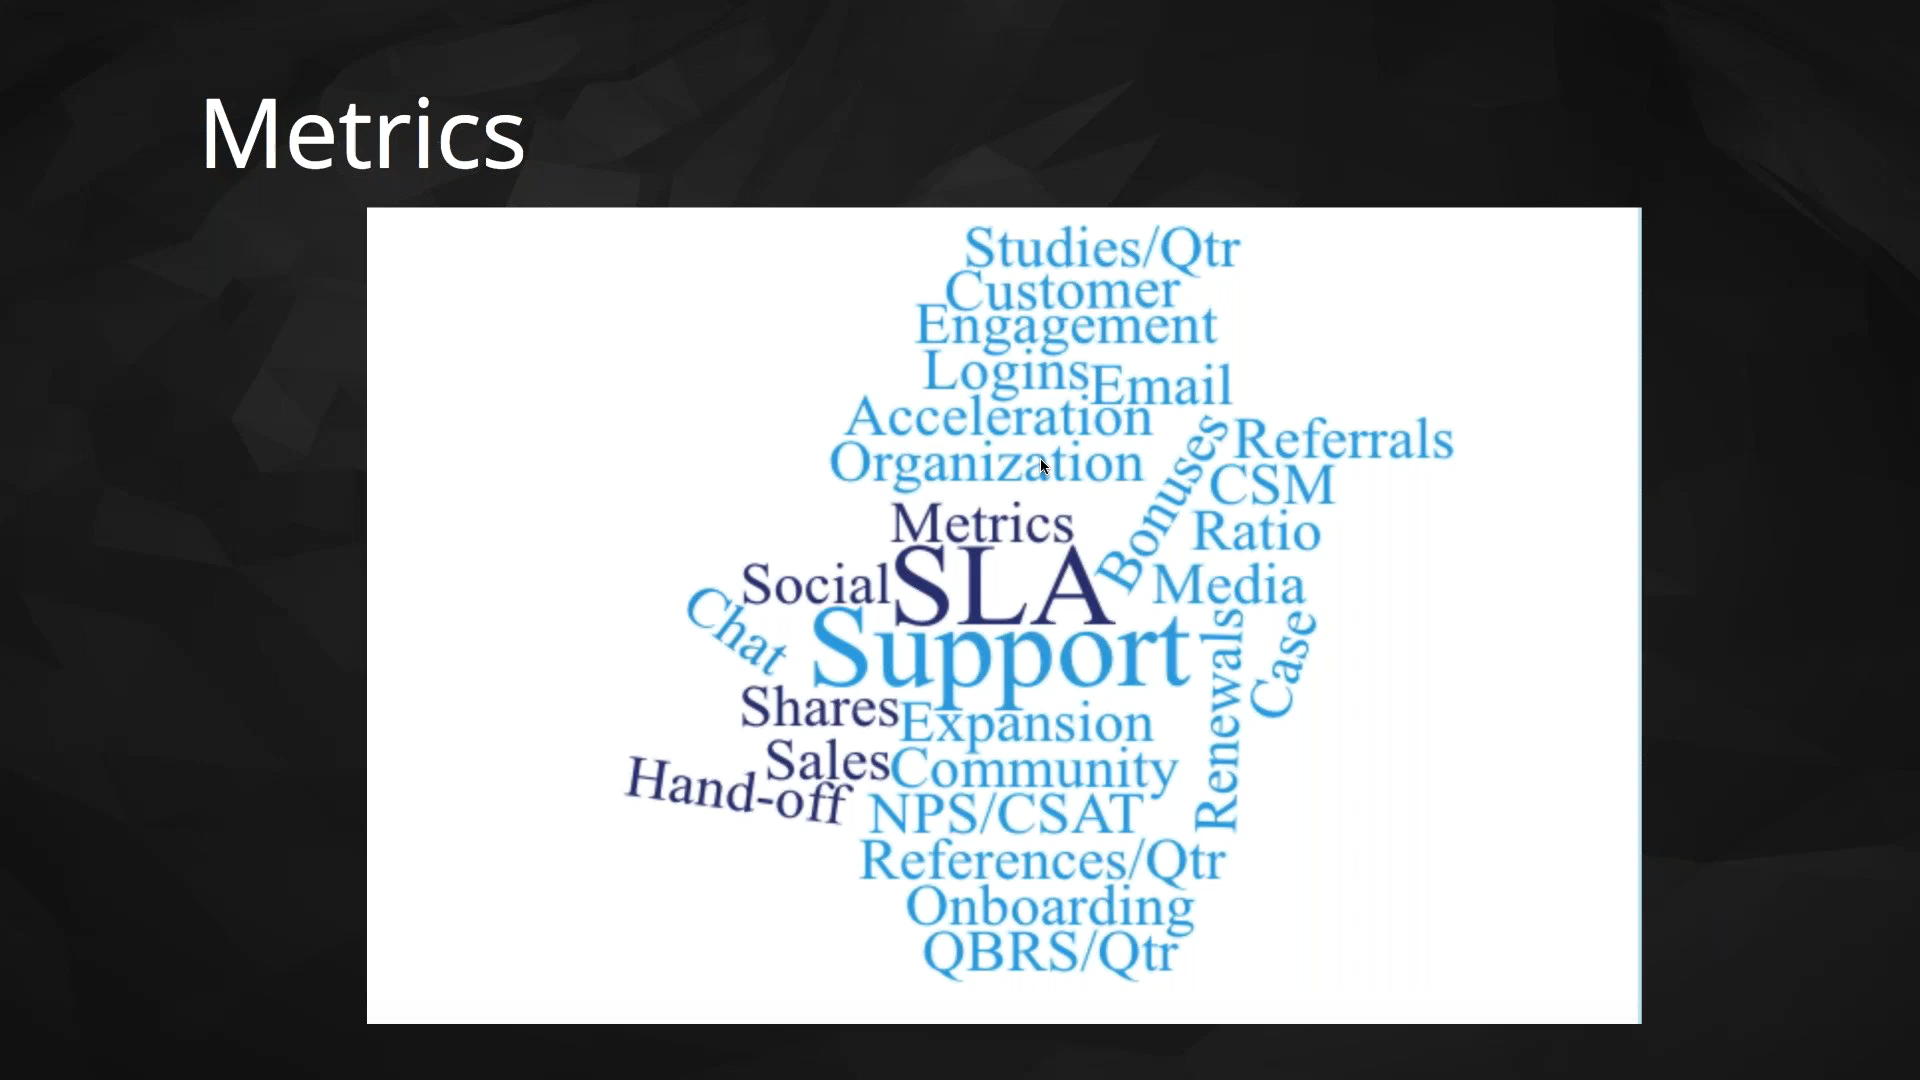 Metrics
Studies/Qtr
Customer
Engagement
Logins
Email
Acceleration
Organization
Bonuses
Referrals
CSM
Ratio
Metrics
Social
SLA
Media
Chat
Support
Renewals
Case
Shares
Expansion
Sales
Community
Hand-off
NPS/CSAT
References/Qtr
Onboarding
QBRS/Qtr